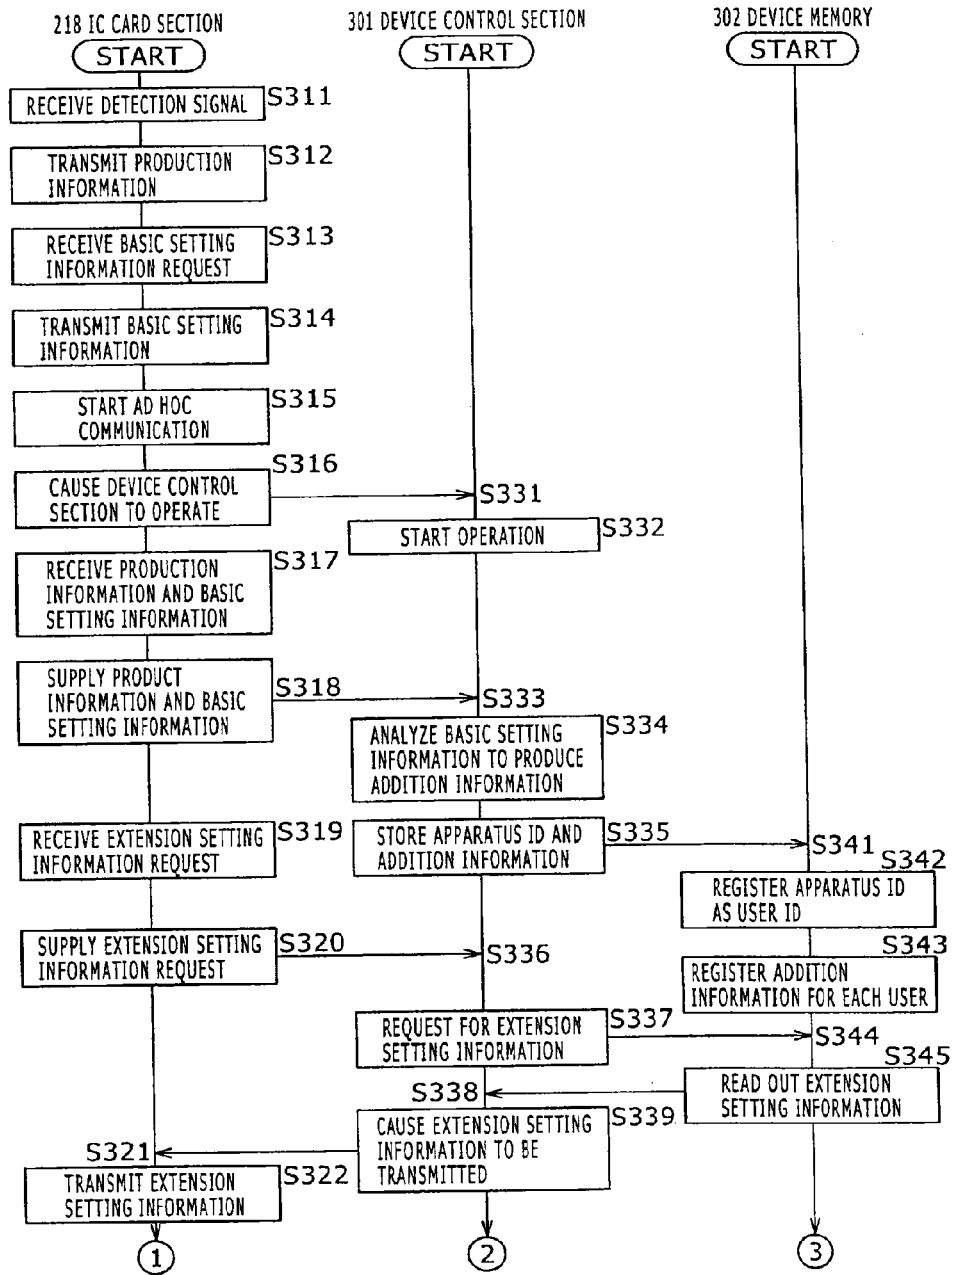 218 IC CARD SECTION
301 DEVICE CONTROL SECTION
302 DEVICE MEMORY
START
START
START
RECEIVE DETECTION SIGNAL
S311
TRANSMIT PRODUCTION
INFORMATION
S312
RECEIVE BASIC SETTING
INFORMATION REQUEST
S313
TRANSMIT BASIC SETTING
INFORMATION
S314
START AD HOC
COMMUNICATION
S315
CAUSE DEVICE CONTROL
SECTION TO OPERATE
S316
S331
START OPERATION
S332
RECEIVE PRODUCTION
INFORMATION AND BASIC
SETTING INFORMATION
S317
SUPPLY PRODUCT
INFORMATION AND BASIC
SETTING INFORMATION
S318
S333
ANALYZE BASIC SETTING
INFORMATION TO PRODUCE
ADDITION INFORMATION
S334
RECEIVE EXTENSION SETTING
INFORMATION REQUEST
S319
STORE APPARATUS ID AND
ADDITION INFORMATION
S335
S341
S342
REGISTER APPARATUS ID
AS USER ID
SUPPLY EXTENSION SETTING
INFORMATION REQUEST
S320
S336
S343
REGISTER ADDITION
INFORMATION FOR EACH USER
REQUEST FOR EXTENSION
SETTING INFORMATION
S337
S344
S345
READ OUT EXTENSION
SETTING INFORMATION
S338
CAUSE EXTENSION SETTING
INFORMATION TO BE
TRANSMITTED
S339
S321
TRANSMIT EXTENSION
SETTING INFORMATION
S322
1
2
3